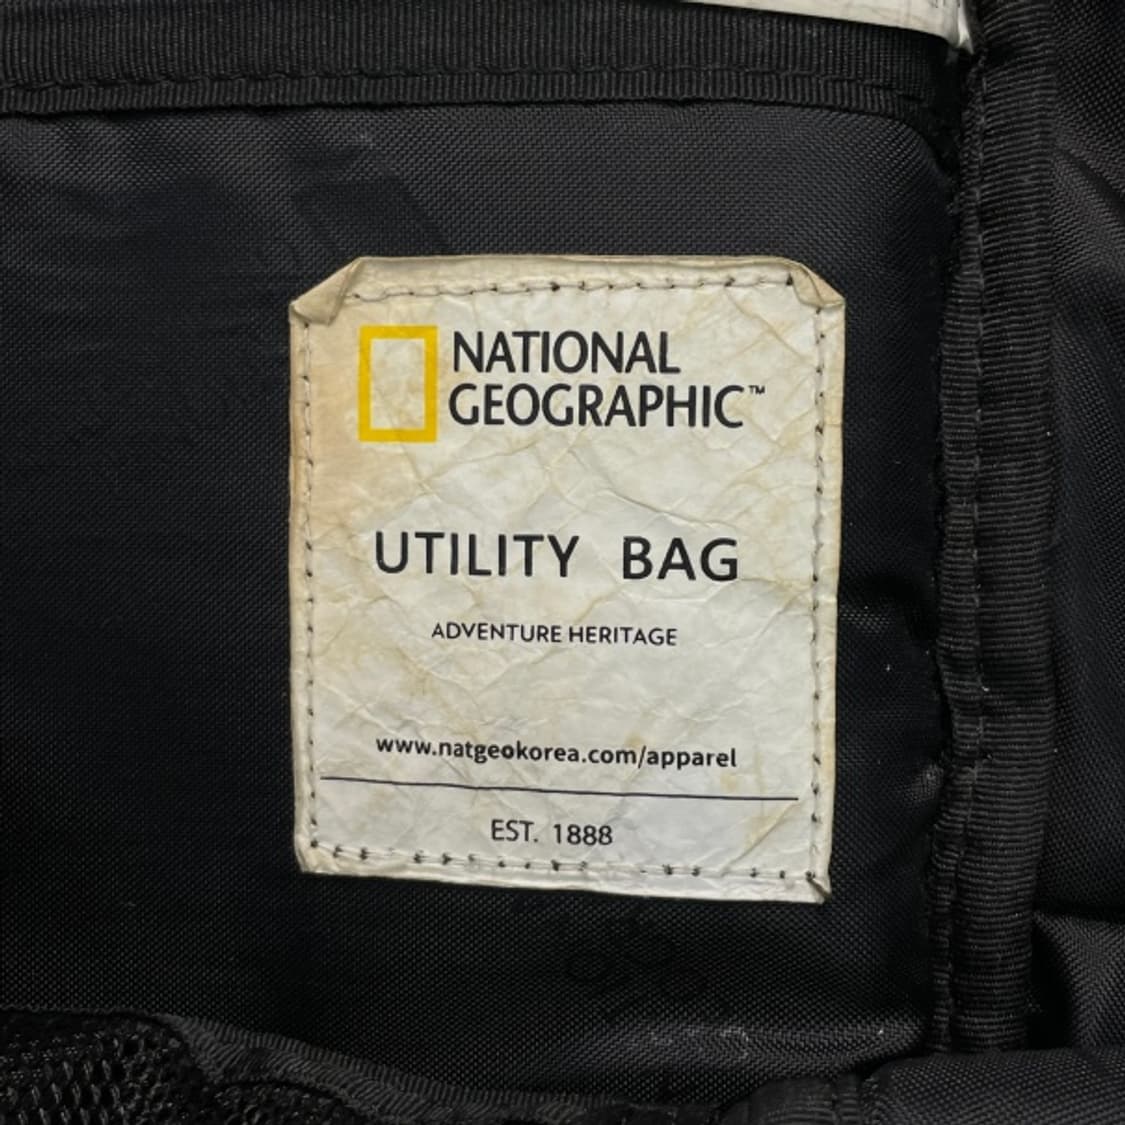 NATIONAL
GEOGRAPHIC™
UTILITY BAG
ADVENTURE HERITAGE
www.natgeokorea.com/apparel
EST. 1888